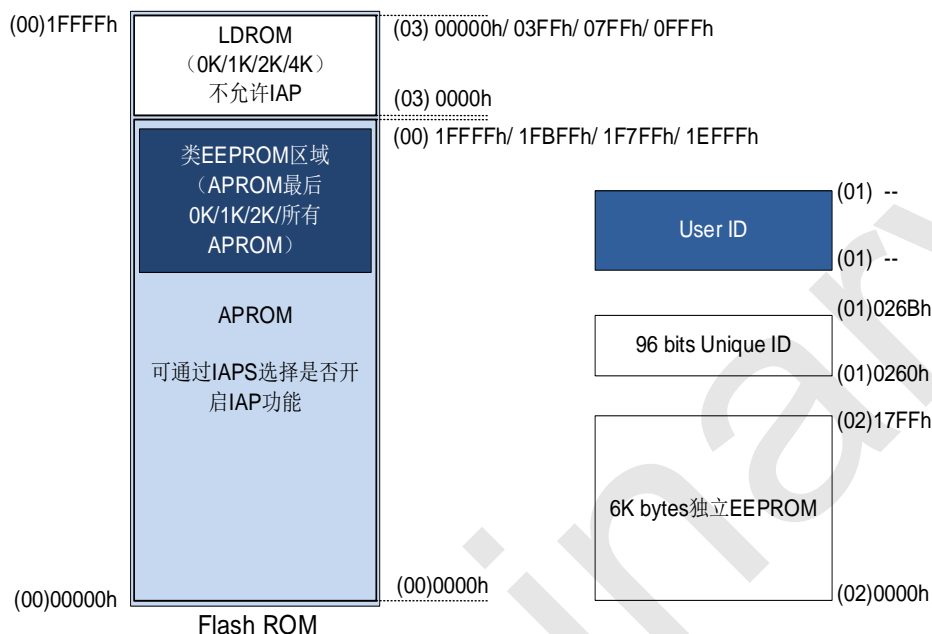 (00)1FFFFh
LDROM
（0K/1K/2K/4K）
不允许IAP
(03) 00000h/ 03FFh/ 07FFh/ 0FFFh
(03) 0000h
(00) 1FFFFh/ 1FBFFh/ 1F7FFh/ 1EFFFh
类EEPROM区域
（APROM最后
0K/1K/2K/所有
APROM）
APROM
可通过IAPS选择是否开
启IAP功能
(00)00000h
(00)0000h
Flash ROM
(01) --
User ID
(01) --
(01)026Bh
96 bits Unique ID
(01)0260h
(02)17FFh
6K bytes独立EEPROM
(02)0000h